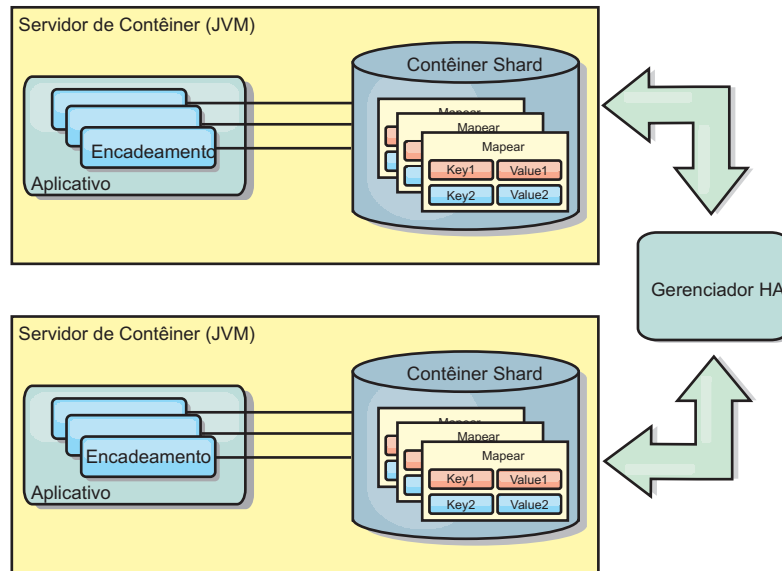 Servidor de Contêiner (JVM)
Contêiner Shard
Mapear
Mapear
Mapear
Encadeamento
Key1
Value1
Key2
Value2
Aplicativo
Gerenciador HA
Servidor de Contêiner (JVM)
Contêiner Shard
Mapear
Mapear
Mapear
Encadeamento
Key1
Value1
Key2
Value2
Aplicativo